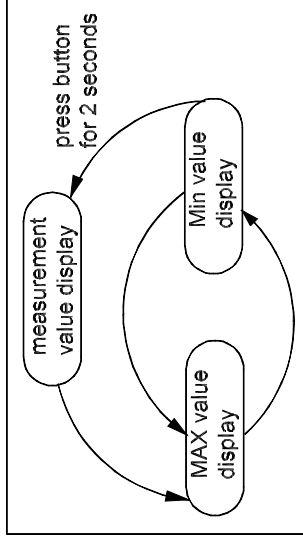 press button
for 2 seconds
measurement
value display
MAX value
display
Min value
display